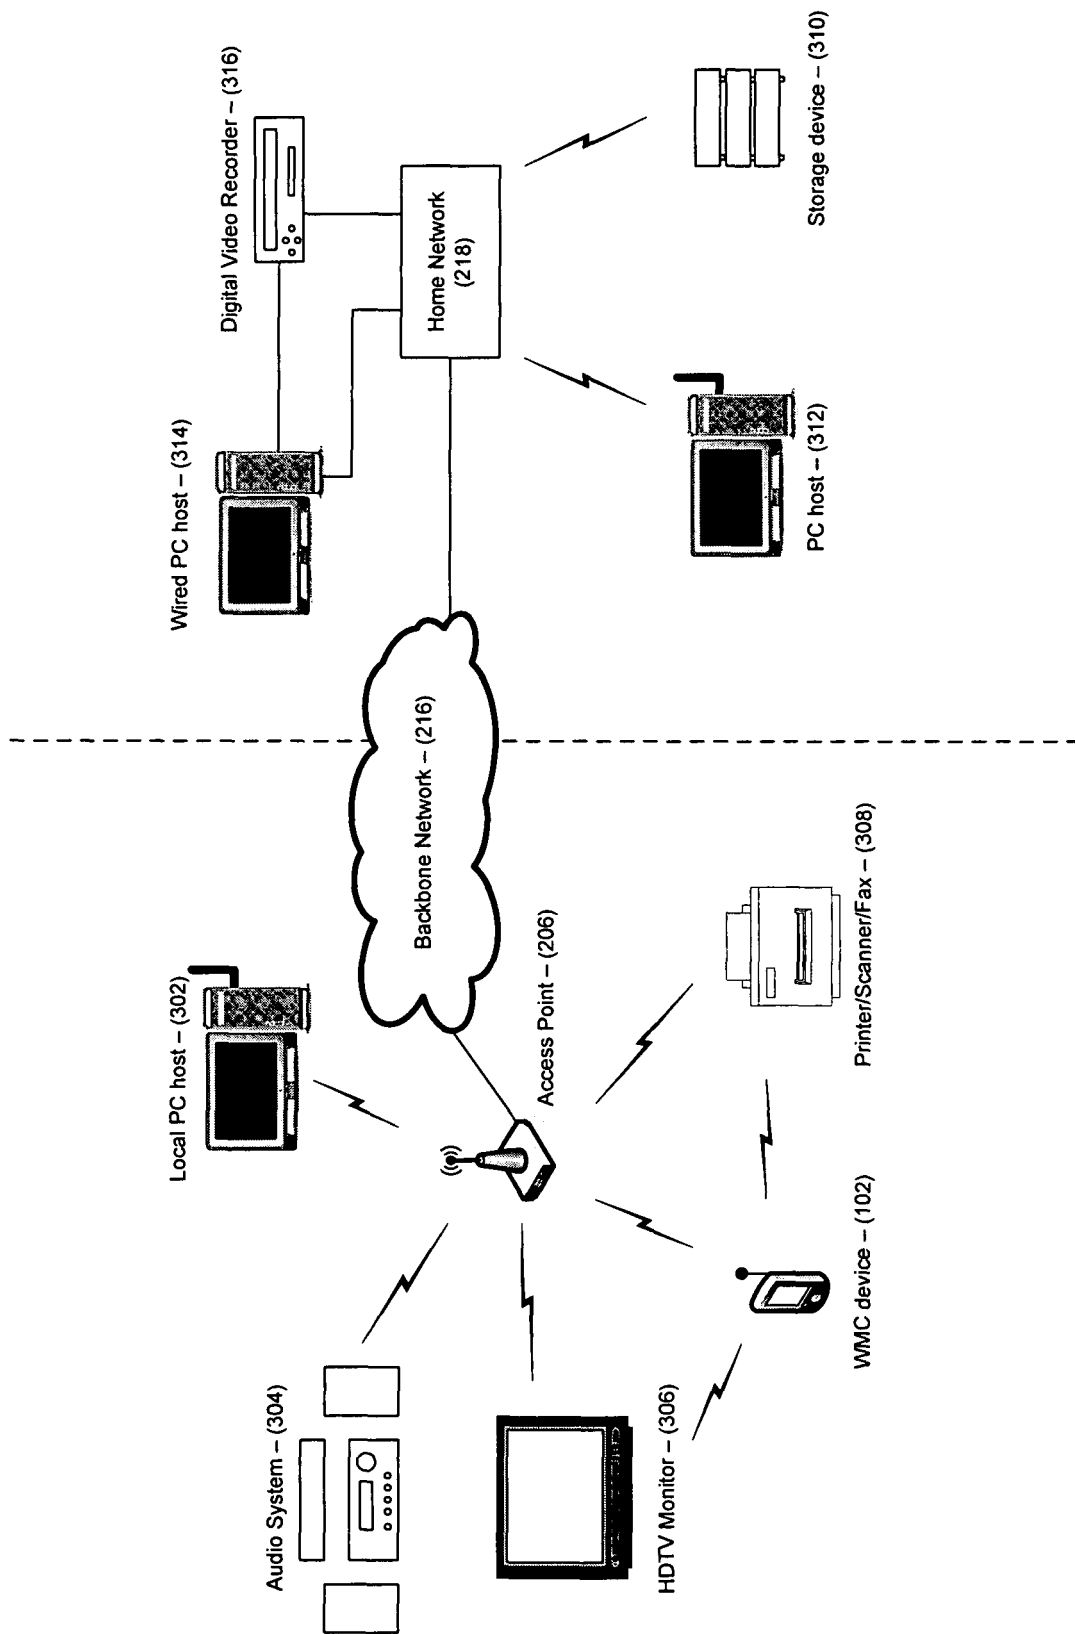 Audio System – (304)
Local PC host – (302)
Wired PC host – (314)
Digital Video Recorder – (316)
Backbone Network – (216)
Home Network
(218)
Access Point – (206)
HDTV Monitor – (306)
WMC device – (102)
Printer/Scanner/Fax – (308)
PC host – (312)
Storage device – (310)